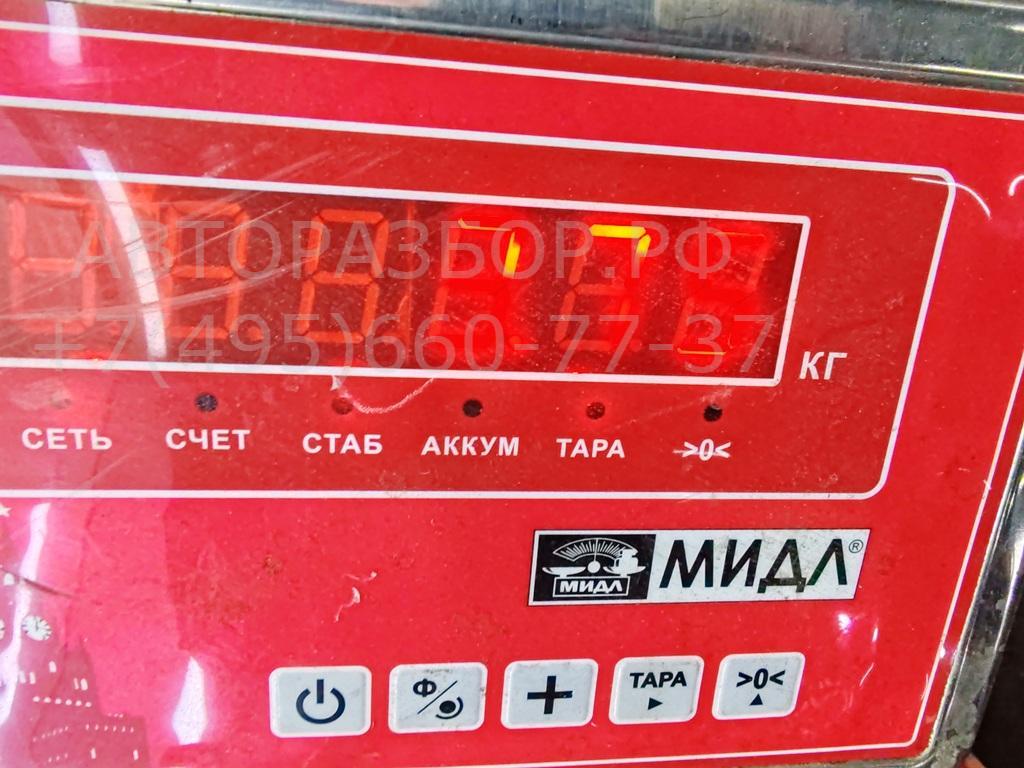 АВТОРАЗБОР.РФ
+7(495)660-77-37
КГ
СЕТЬ СЧЕТ СТАБ АККУМ ТАРА >0<
МИДЛ МИДЛ®
Ф ТАРА >0<